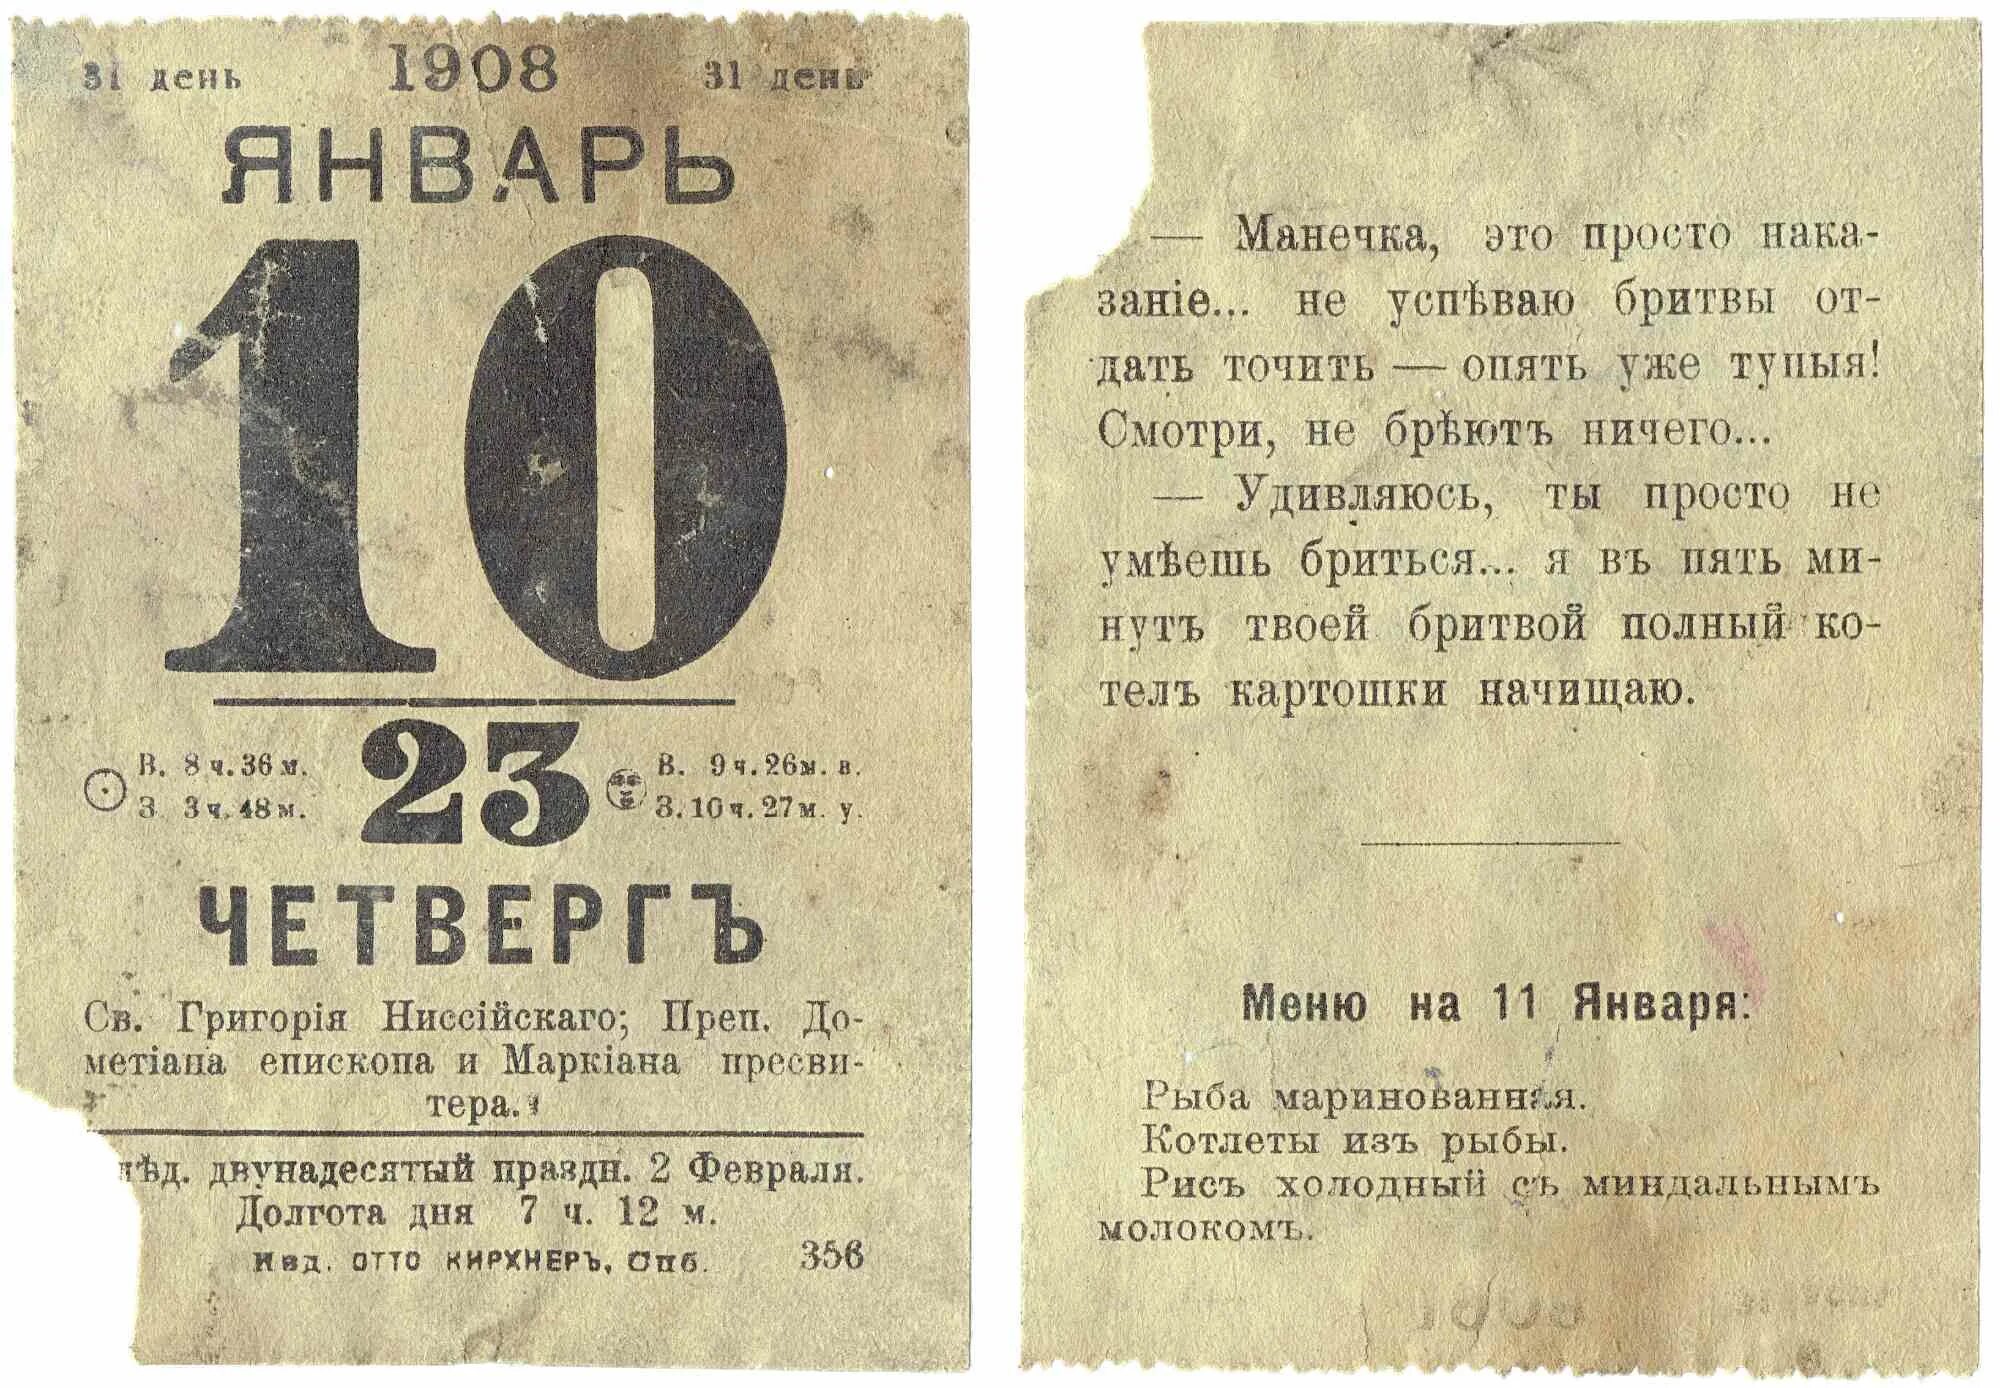 31 день 1908 31 день
ЯНВАРЬ
10
23
В. 8 ч. 36 м.
З. 3 ч. 48 м.
В. 9 ч. 26 м. в.
З. 10 ч. 27 м. у.
ЧЕТВЕРГЪ
Св. Григорія Ниссійскаго; Преп. До-
метіана епископа и Маркіана пресви-
тера.
лѣд. двунадесятый праздн. 2 Февраля.
Долгота дня 7 ч. 12 м.
Изд. ОТТО КИРХНЕРЪ, Спб. 356
— Манечка, это просто нака-
заніе... не успѣваю бритвы от-
дать точить — опять уже тупыя!
Смотри, не брѣютъ ничего...
— Удивляюсь, ты просто не
умѣешь бриться... я въ пять ми-
нутъ твоей бритвой полный ко-
телъ картошки начищаю.
Меню на 11 Января:
Рыба маринованная.
Котлеты изъ рыбы.
Рисъ холодный съ миндальнымъ
молокомъ.